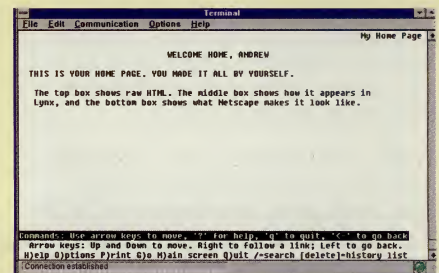 Terminal
File Edit Communication Options Help
My Home Page
WELCOME HOME, ANDREW
THIS IS YOUR HOME PAGE. YOU MADE IT ALL BY YOURSELF.
The top box shows raw HTML. The middle box shows how it appears in
Lynx, and the bottom box shows what Netscape makes it look like.
Commands: Use arrow keys to move, '?' for help, 'q' to quit, '<-' to go back
Arrow keys: Up and Down to move. Right to follow a link; Left to go back.
H)elp O)ptions P)rint G)o M)ain screen Q)uit /=search [delete]=history list
Connection established